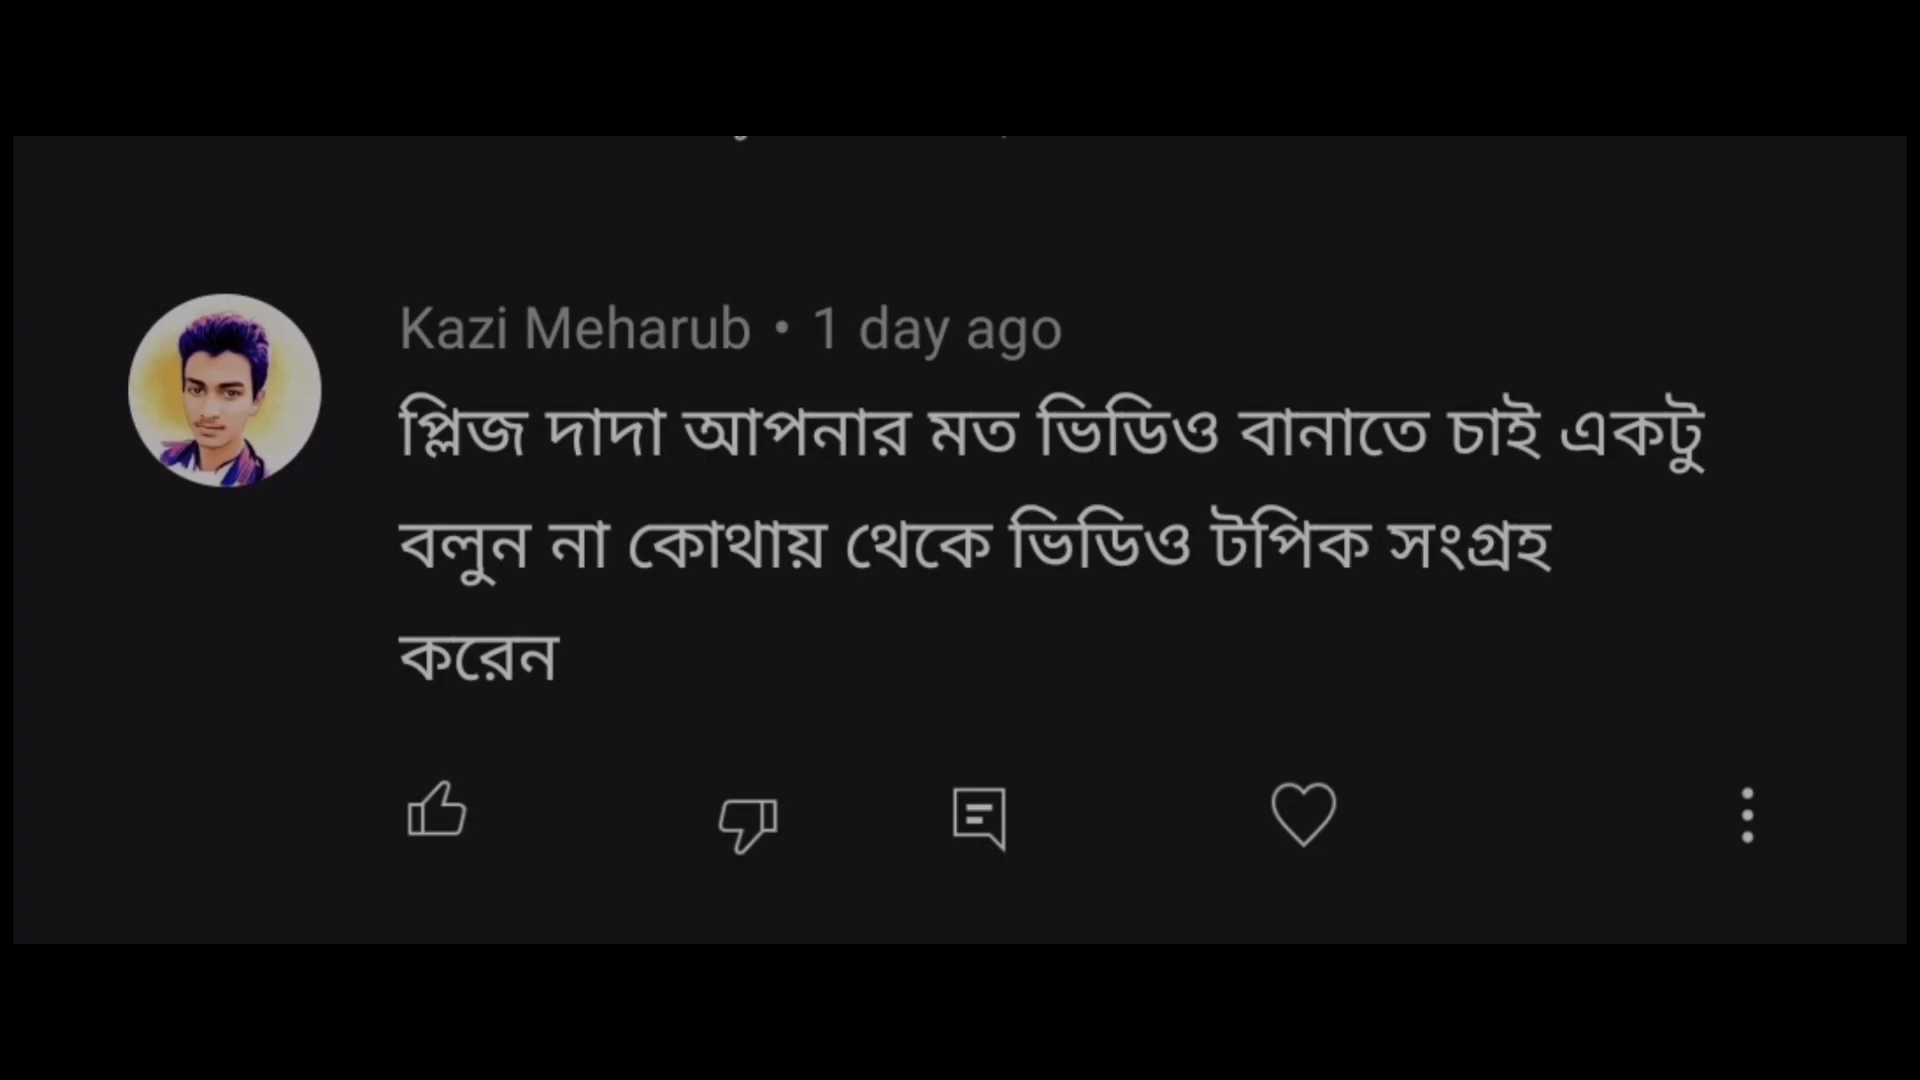 Kazi Meharub • 1 day ago
প্লিজ দাদা আপনার মত ভিডিও বানাতে চাই একটু
বলুন না কোথায় থেকে ভিডিও টপিক সংগ্রহ
করেন